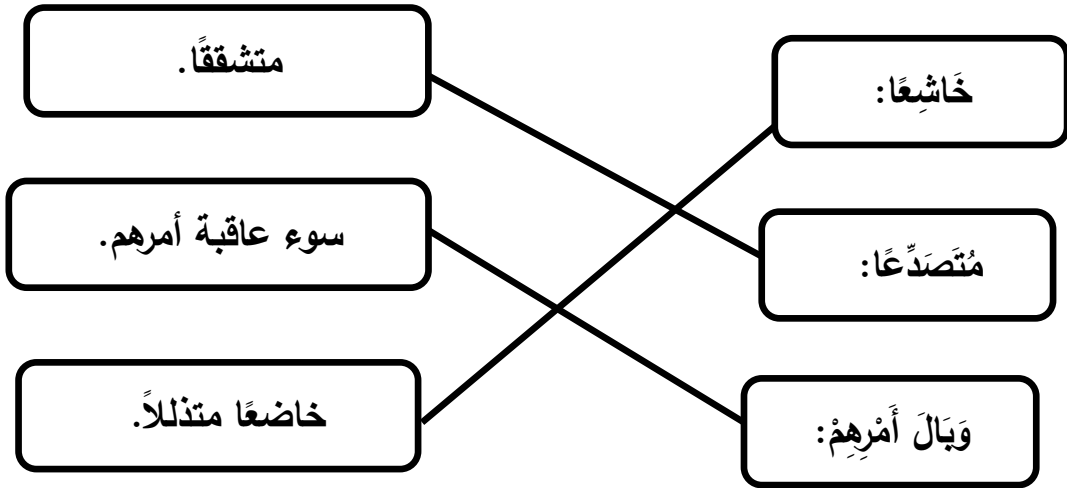 خَاشِعًا:
متشققًا.
مُتَصَدِّعًا:
سوء عاقبة أمرهم.
وَبَالَ أَمْرِهِمْ:
خاضعًا متذللاً.